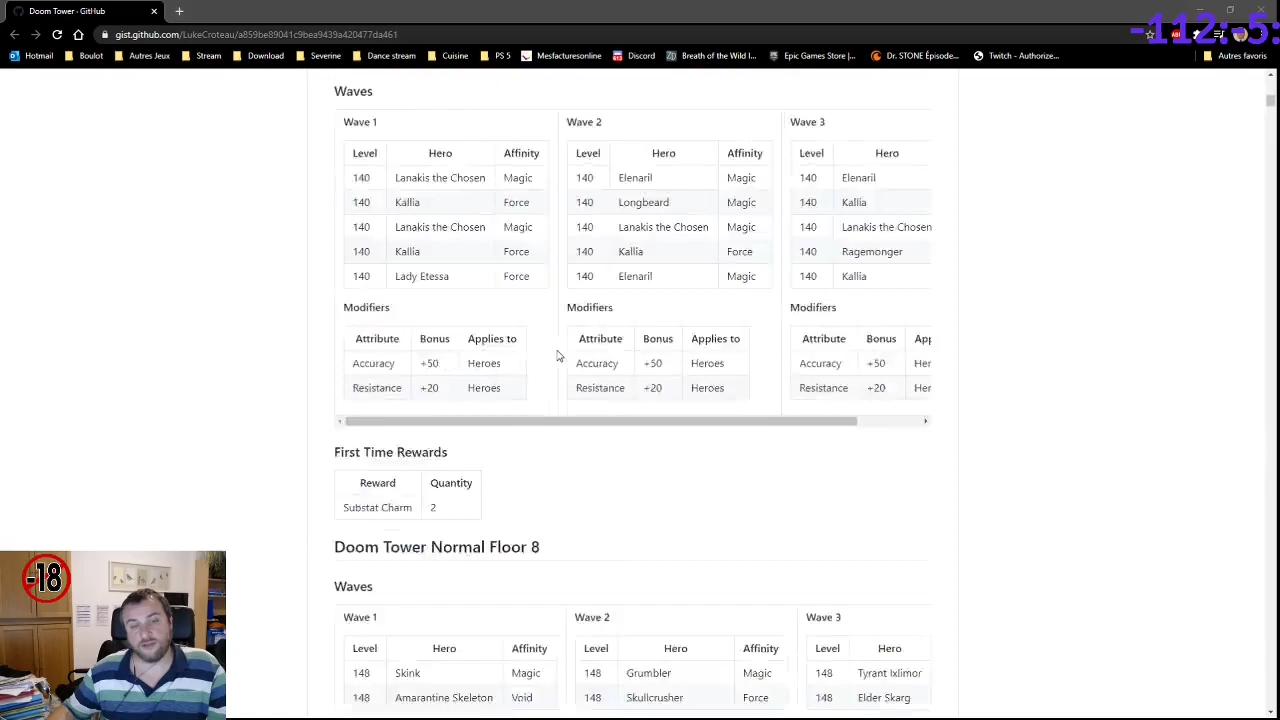 Doom Tower · GitHub
-112:-5:
gist.github.com/LukeCroteau/a859be89041c9bea9439a420477da461
Hotmail Boulot Autres Jeux Stream Download Severine Dance stream Cuisine PS 5 Mesfacturesonline Discord Breath of the Wild I... Epic Games Store |... Dr. STONE Épisode... Twitch - Authorize... Autres favoris
Waves
Wave 1 Wave 2 Wave 3
Level Hero Affinity Level Hero Affinity Level Hero
140 Lanakis the Chosen Magic 140 Elenaril Magic 140 Elenaril
140 Kallia Force 140 Longbeard Magic 140 Kallia
140 Lanakis the Chosen Magic 140 Lanakis the Chosen Magic 140 Lanakis the Chosen
140 Kallia Force 140 Kallia Force 140 Ragemonger
140 Lady Etessa Force 140 Elenaril Magic 140 Kallia
Modifiers Modifiers Modifiers
Attribute Bonus Applies to Attribute Bonus Applies to Attribute Bonus App
Accuracy +50 Heroes Accuracy +50 Heroes Accuracy +50 Her
Resistance +20 Heroes Resistance +20 Heroes Resistance +20 Her
First Time Rewards
Reward Quantity
Substat Charm 2
Doom Tower Normal Floor 8
Waves
Wave 1 Wave 2 Wave 3
Level Hero Affinity Level Hero Affinity Level Hero
148 Skink Magic 148 Grumbler Magic 148 Tyrant Ixlimor
148 Amarantine Skeleton Void 148 Skullcrusher Force 148 Elder Skarg
-18